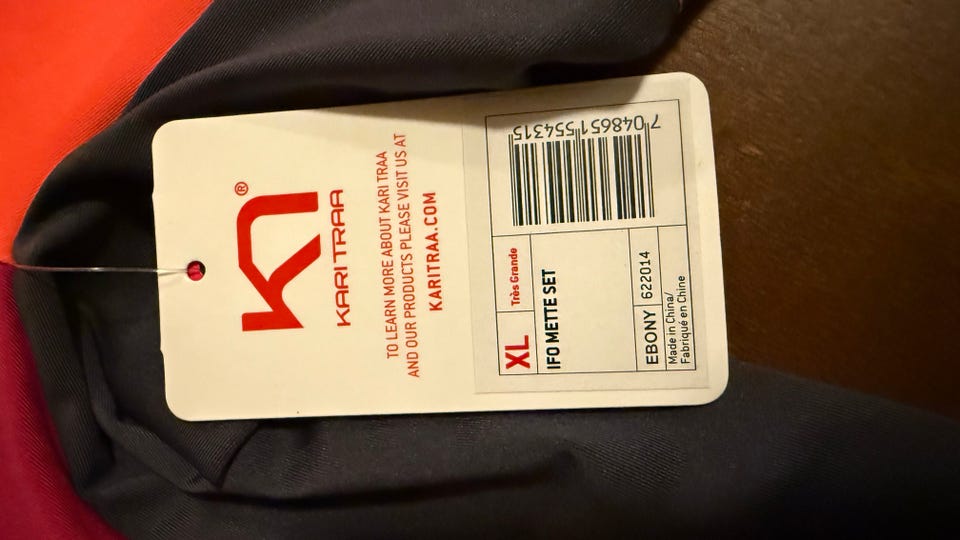 K
®
KARI TRAA
TO LEARN MORE ABOUT KARI TRAA
AND OUR PRODUCTS PLEASE VISIT US AT
KARITRAA.COM
XL Très Grande
IFO METTE SET
EBONY 622014
Made in China/
Fabriqué en Chine
7 048651 554315